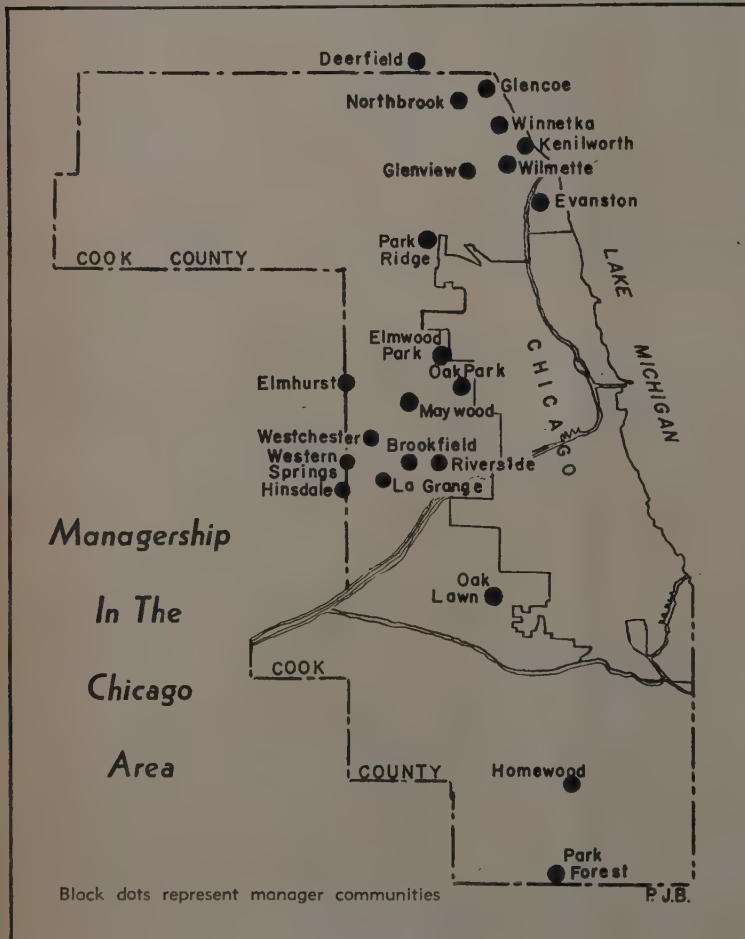 Deerfield
Glencoe
Northbrook
Winnetka
Kenilworth
Glenview
Wilmette
Evanston
Park
Ridge
COOK COUNTY
LAKE
MICHIGAN
CHICAGO
Elmwood
Park
Oak Park
Elmhurst
Maywood
Westchester
Brookfield
Western
Springs
Riverside
Hinsdale
La Grange
Managership
In The
Chicago
Area
Oak
Lawn
COOK
COUNTY
Homewood
Park
Forest
Black dots represent manager communities
P.J.B.